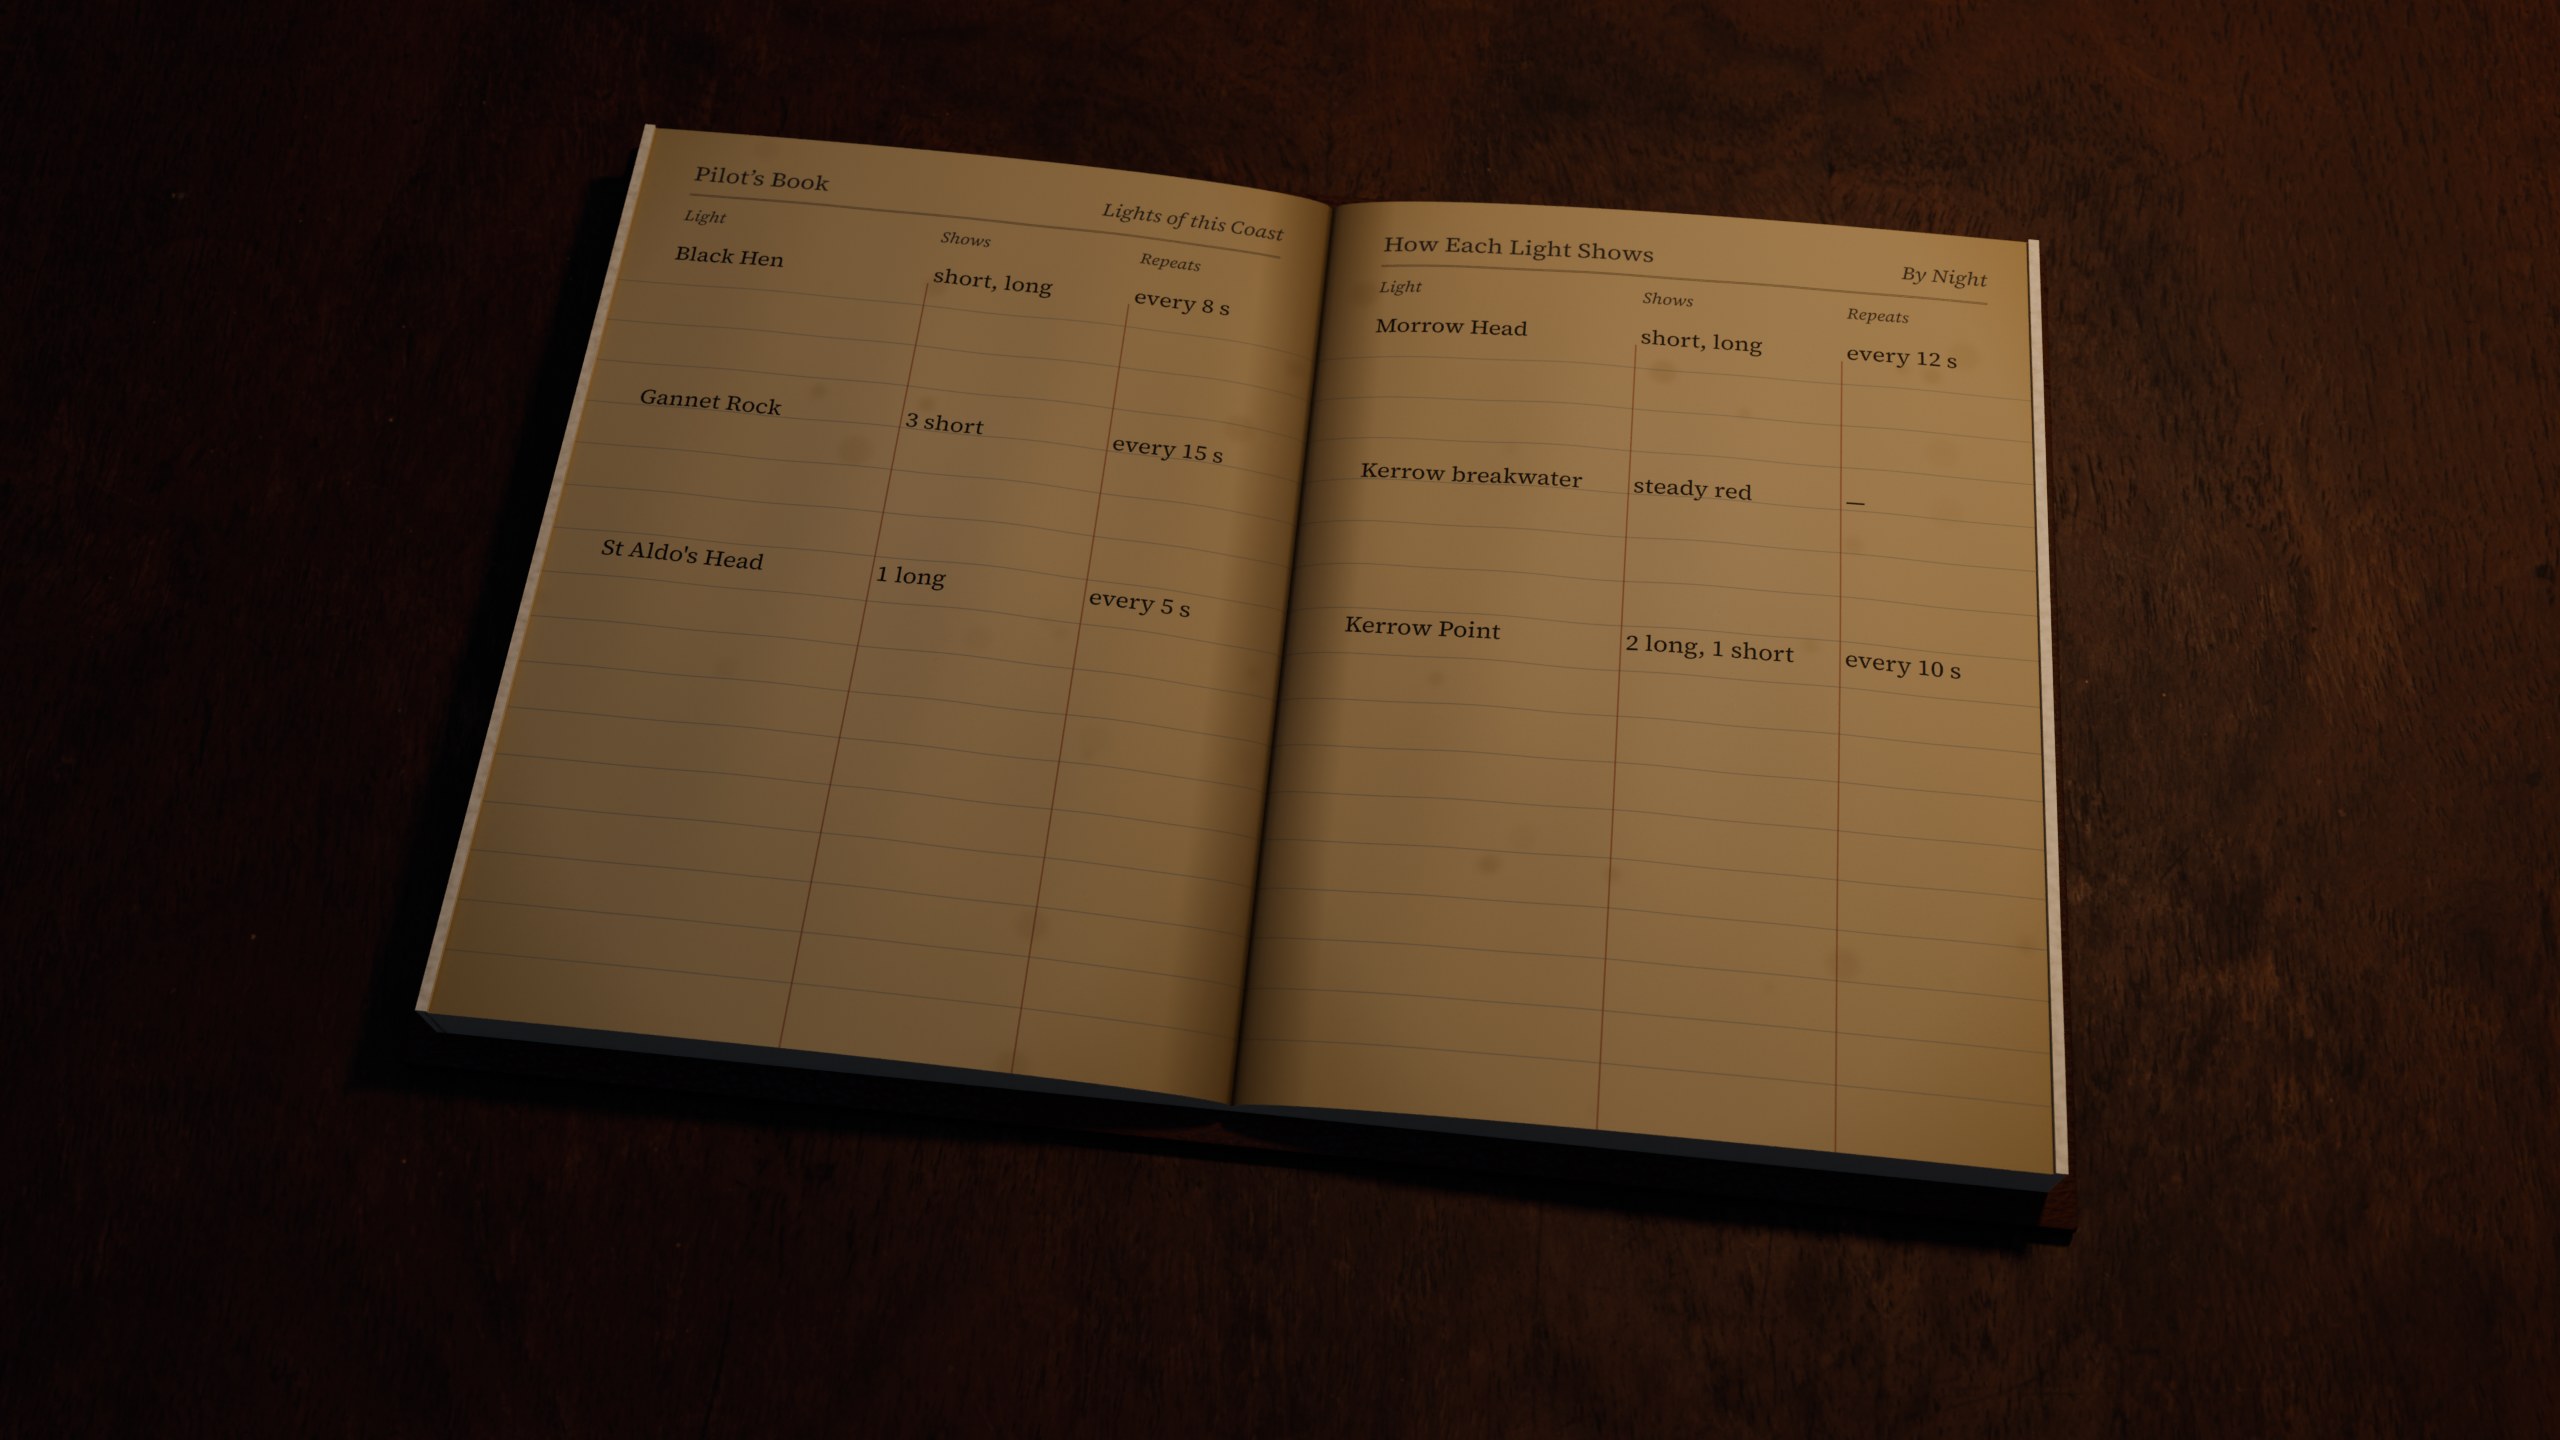 Pilot’s Book
Lights of this Coast
Light Shows Repeats
Black Hen short, long every 8 s
Gannet Rock 3 short every 15 s
St Aldo's Head 1 long every 5 s
How Each Light Shows
By Night
Light Shows Repeats
Morrow Head short, long every 12 s
Kerrow breakwater steady red —
Kerrow Point 2 long, 1 short every 10 s